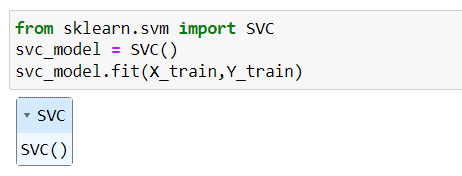 from sklearn.svm import SVC
svc_model = SVC()
svc_model.fit(X_train,Y_train)
▾ SVC
SVC()